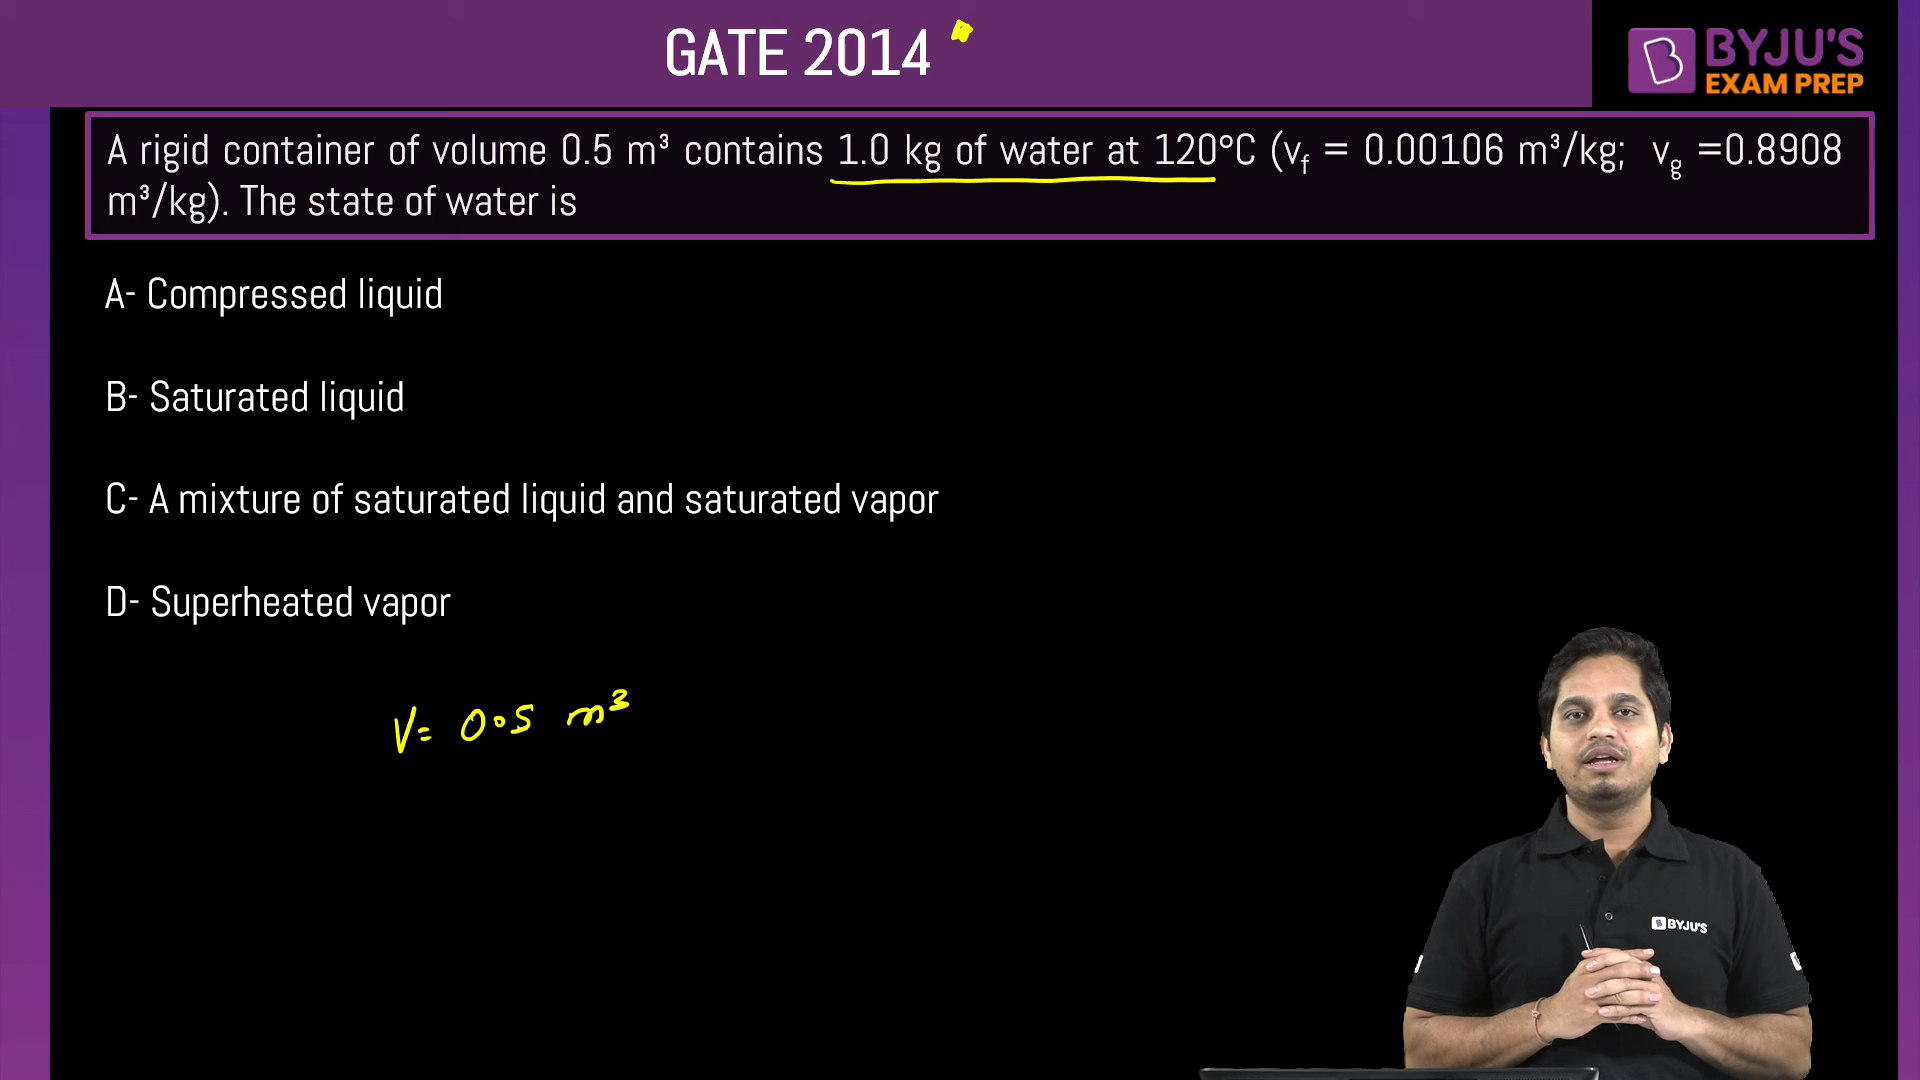 GATE 2014
BYJU'S
EXAM PREP
A rigid container of volume 0.5 m³ contains 1.0 kg of water at 120°C (vf = 0.00106 m³/kg; vg =0.8908
m³/kg). The state of water is
A- Compressed liquid
B- Saturated liquid
C- A mixture of saturated liquid and saturated vapor
D- Superheated vapor
V= 0.5 m³
BYJU'S